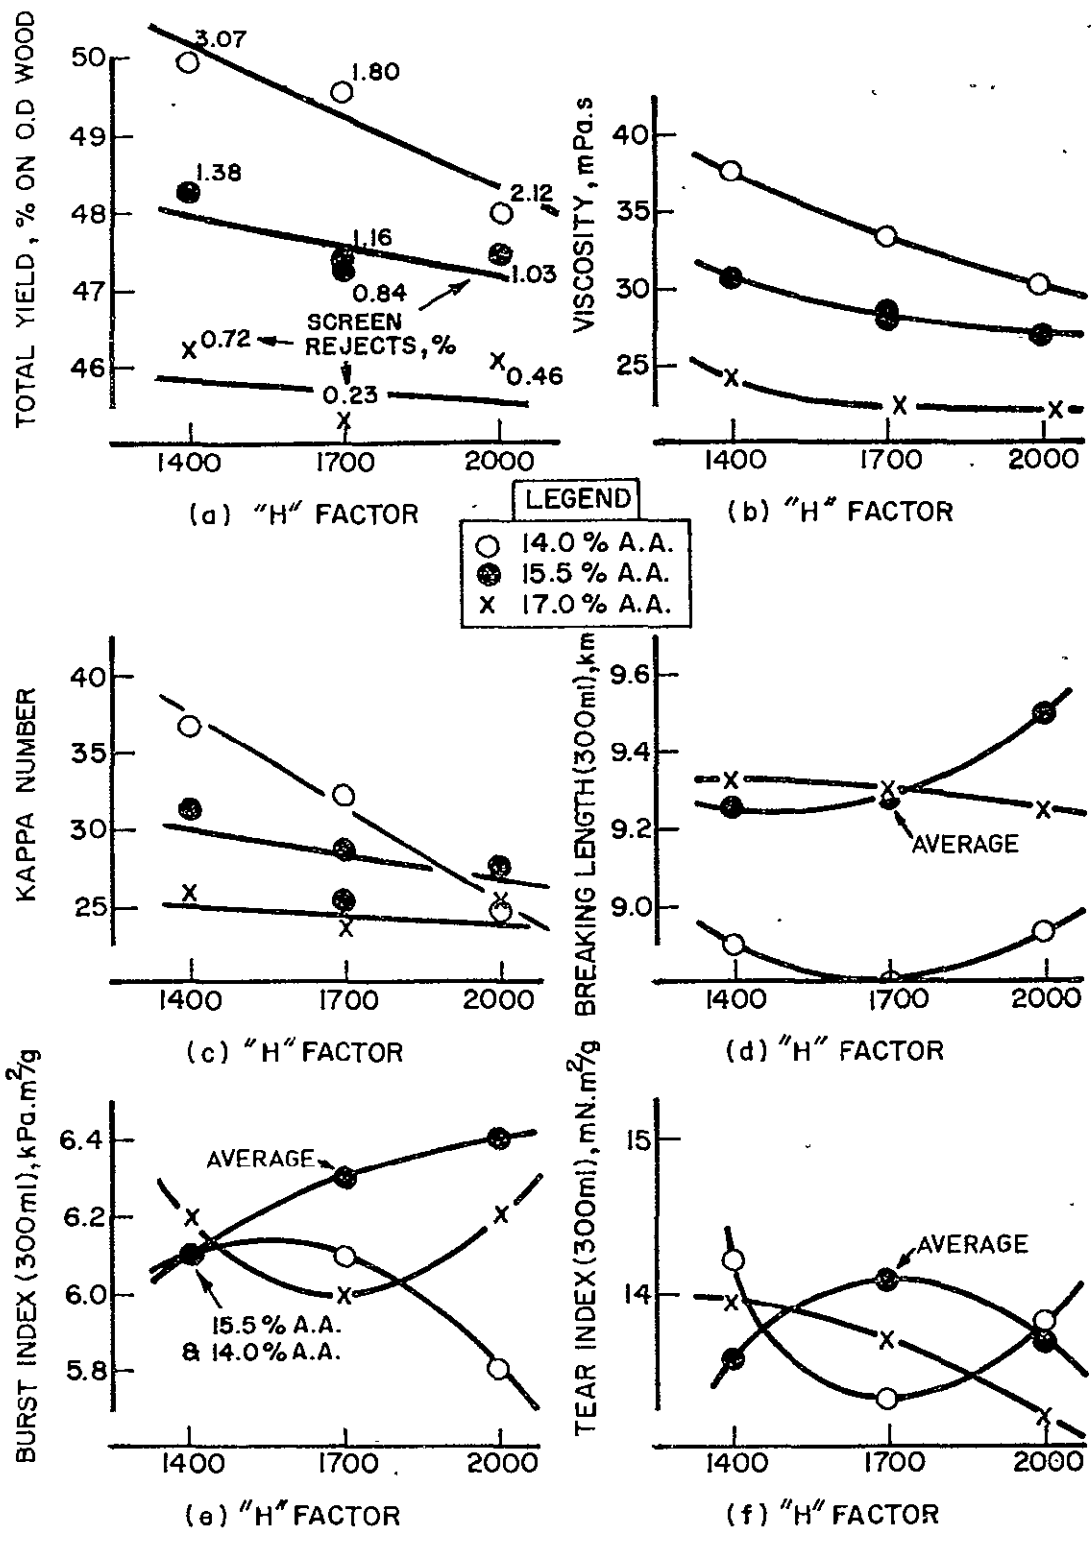 TOTAL YIELD, % ON O.D WOOD
50
49
48
47
46
3.07
1.80
2.12
1.38
1.16
0.84
1.03
SCREEN
REJECTS, %
0.72
0.23
0.46
1400 1700 2000
(a) "H" FACTOR
VISCOSITY, mPa.s
40
35
30
25
1400 1700 2000
(b) "H" FACTOR
LEGEND
14.0 % A.A.
15.5 % A.A.
x 17.0 % A.A.
KAPPA NUMBER
40
35
30
25
1400 1700 2000
(c) "H" FACTOR
BREAKING LENGTH (300ml), km
9.6
9.4
9.2
9.0
AVERAGE
1400 1700 2000
(d) "H" FACTOR
BURST INDEX (300ml), kPa.m²/g
6.4
6.2
6.0
5.8
AVERAGE
15.5 % A.A.
& 14.0 % A.A.
1400 1700 2000
(e) "H" FACTOR
TEAR INDEX (300ml), mN.m²/g
15
14
AVERAGE
1400 1700 2000
(f) "H" FACTOR